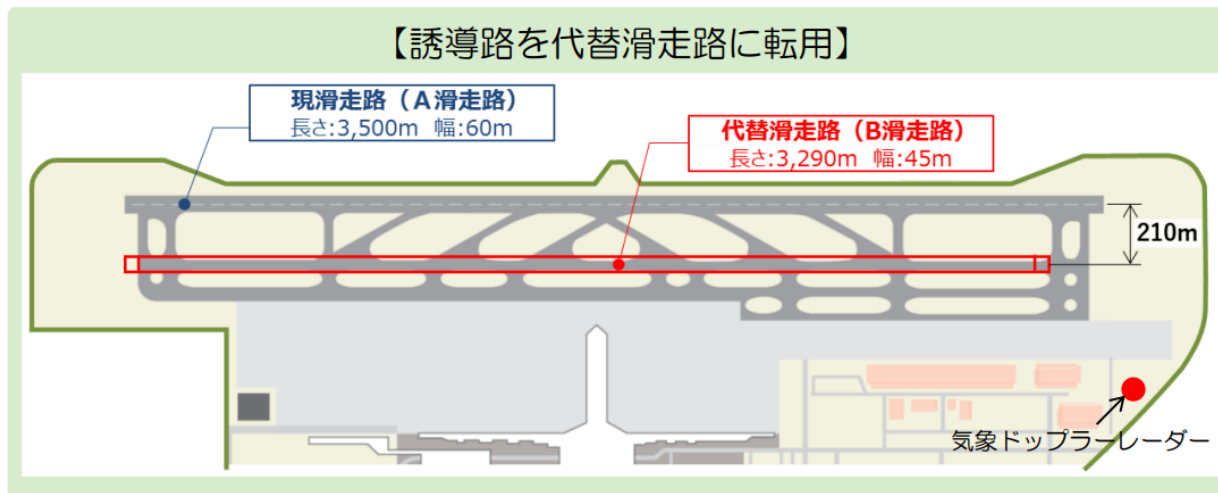 【誘導路を代替滑走路に転用】
現滑走路（A滑走路）
長さ:3,500m 幅:60m
代替滑走路（B滑走路）
長さ:3,290m 幅:45m
210m
気象ドップラーレーダー